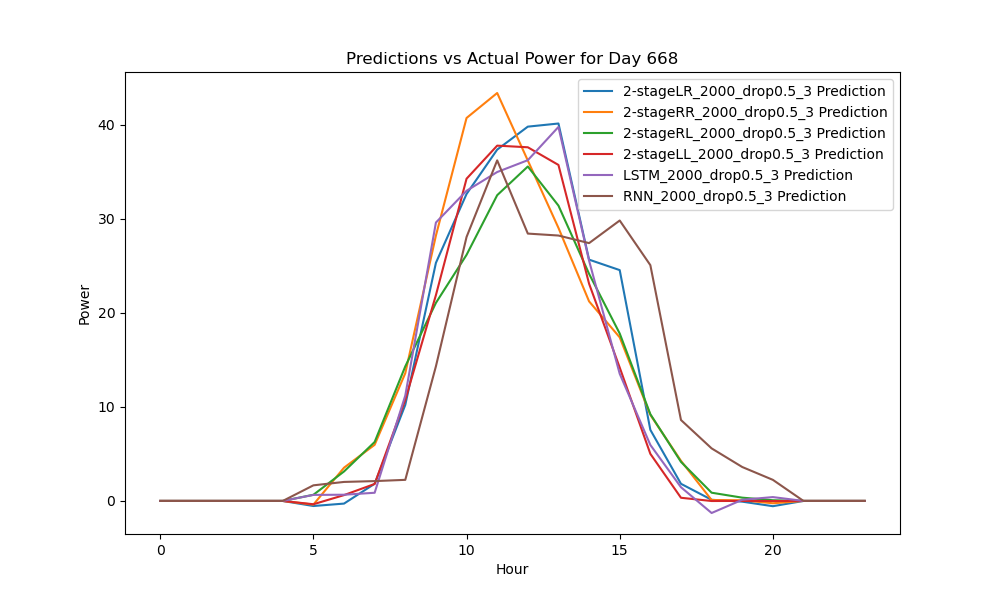 Predictions vs Actual Power for Day 668
2-stageLR_2000_drop0.5_3 Prediction
2-stageRR_2000_drop0.5_3 Prediction
2-stageRL_2000_drop0.5_3 Prediction
2-stageLL_2000_drop0.5_3 Prediction
LSTM_2000_drop0.5_3 Prediction
RNN_2000_drop0.5_3 Prediction
Power
40
30
20
10
0
0 5 10 15 20
Hour